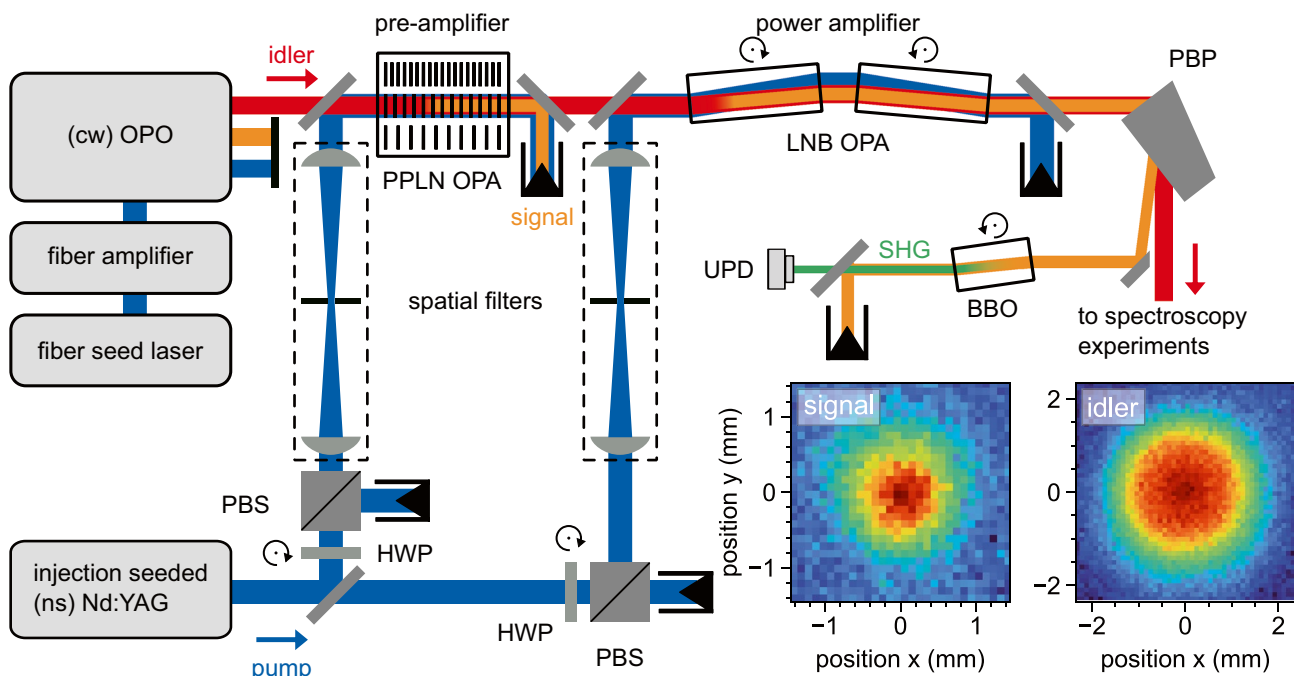 pre-amplifier
power amplifier
idler
PBP
(cw) OPO
LNB OPA
PPLN OPA
signal
fiber amplifier
SHG
UPD
spatial filters
BBO
to spectroscopy
experiments
fiber seed laser
signal
idler
position y (mm)
1
0
−1
2
0
−2
PBS
HWP
injection seeded
(ns) Nd:YAG
HWP
PBS
pump
−1 0 1
−2 0 2
position x (mm)
position x (mm)